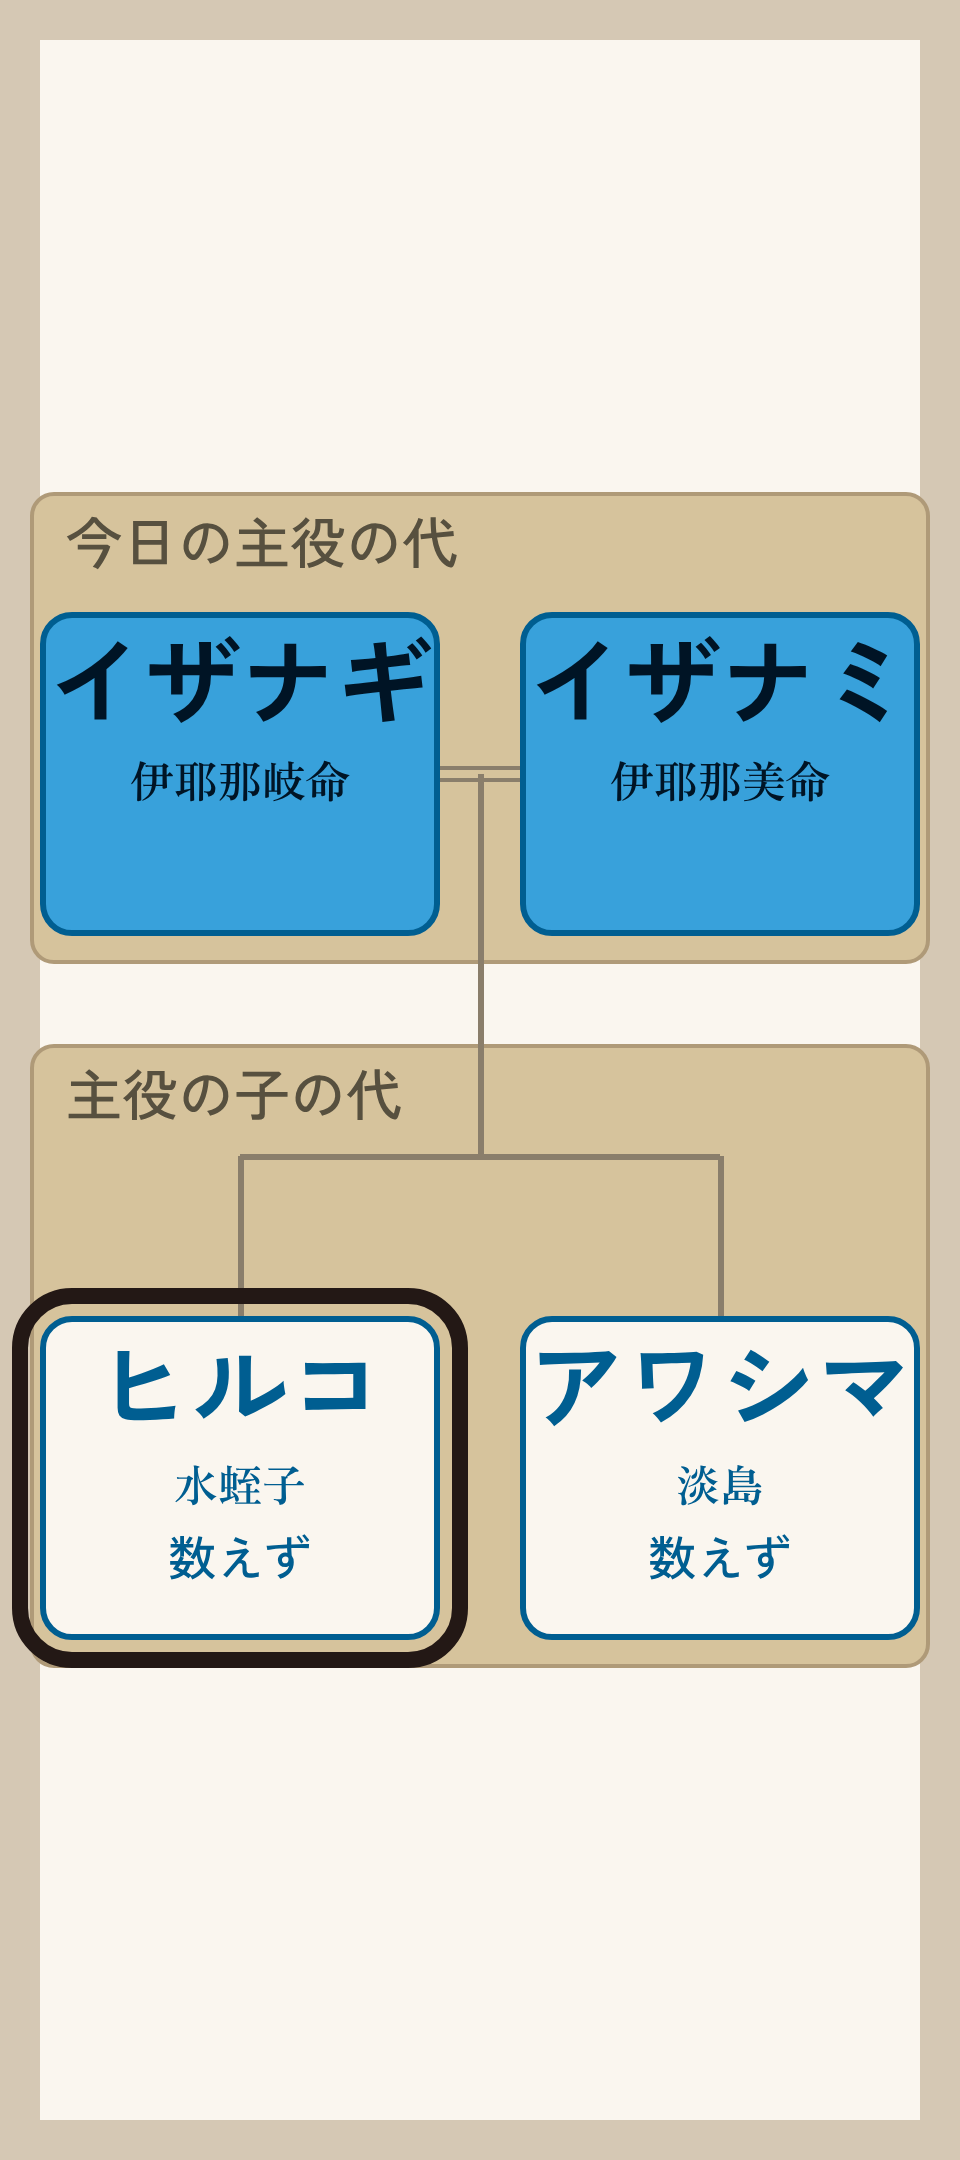 今日の主役の代
イザナギ
伊耶那岐命
イザナミ
伊耶那美命
主役の子の代
ヒルコ
水蛭子
数えず
アワシマ
淡島
数えず